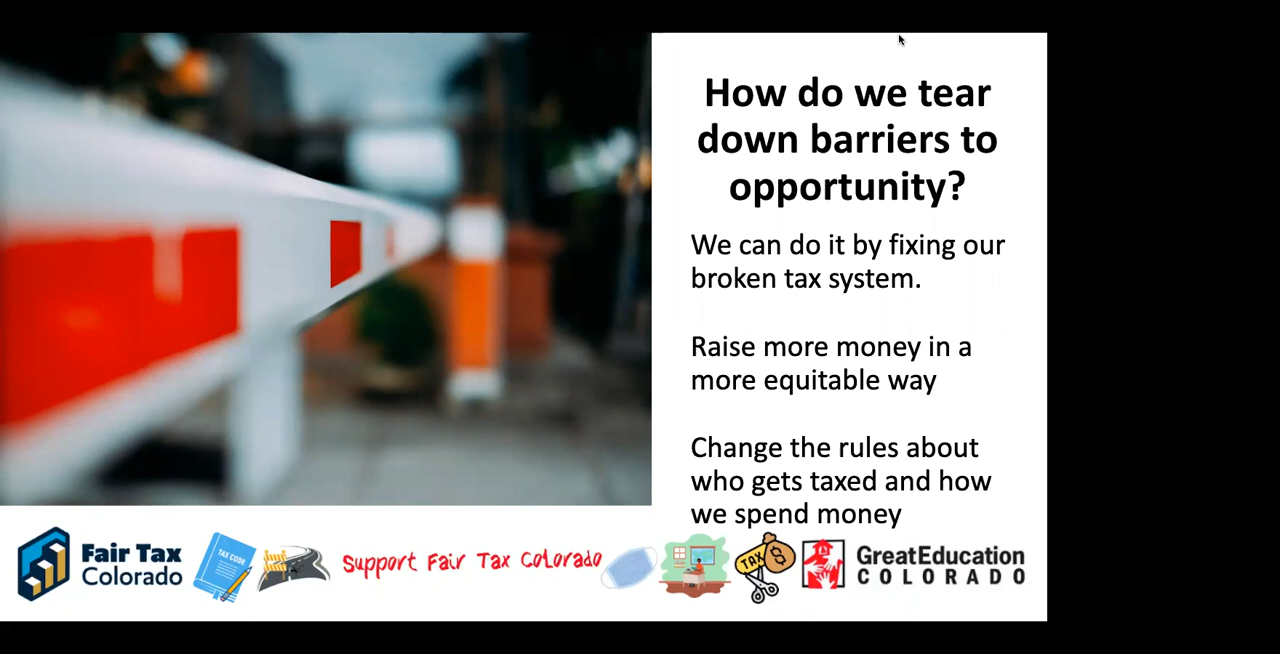 How do we tear
down barriers to
opportunity?
We can do it by fixing our
broken tax system.
Raise more money in a
more equitable way
Change the rules about
who gets taxed and how
we spend money
Fair Tax
Colorado
TAX CODE
Support Fair Tax Colorado
TAX
$
GreatEducation
COLORADO